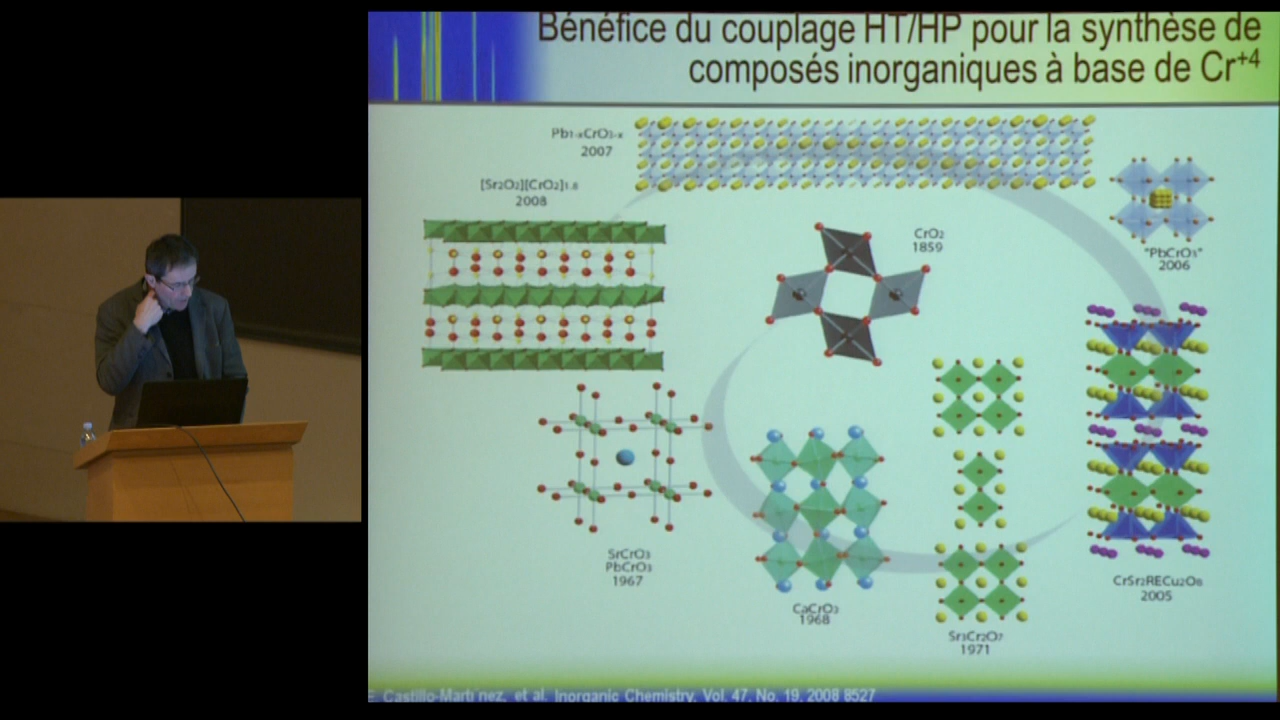 Bénéfice du couplage HT/HP pour la synthèse de
composés inorganiques à base de Cr+4
Pb1-xCrO3-x
2007
[Sr2O2][CrO2]1.8
2008
CrO2
1859
"PbCrO3"
2006
SrCrO3
PbCrO3
1967
CaCrO3
1968
Sr3Cr2O7
1971
CrSr2RECu2O8
2005
F. Castillo-Martínez, et al. Inorganic Chemistry, Vol. 47, No. 19, 2008 8527